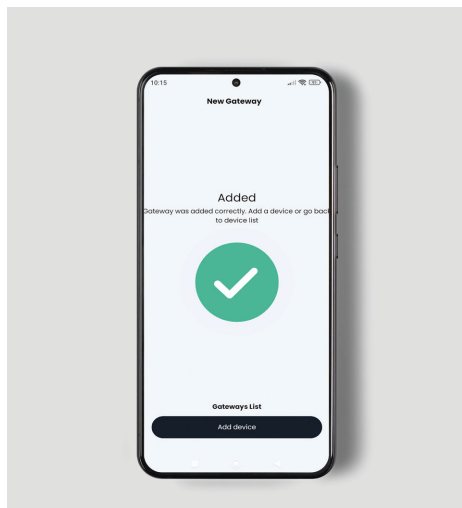 10:15
New Gateway
Added
Gateway was added correctly. Add a device or go back
to device list
Gateways List
Add device